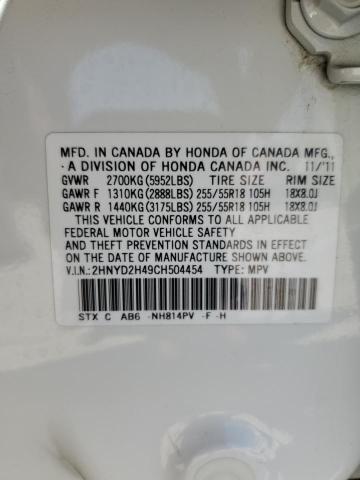 MFD. IN CANADA BY HONDA OF CANADA MFG.,
· A DIVISION OF HONDA CANADA INC. 11/'11
GVWR 2700KG (5952LBS) TIRE SIZE RIM SIZE
GAWR F 1310KG (2888LBS) 255/55R18 105H 18X8.0J
GAWR R 1440KG (3175LBS) 255/55R18 105H 18X8.0J
THIS VEHICLE CONFORMS TO ALL APPLICABLE
FEDERAL MOTOR VEHICLE SAFETY
STANDARDS IN EFFECT ON THE DATE OF
MANUFACTURE SHOWN ABOVE.
V.I.N.: 2HNYD2H49CH504454 TYPE: MPV
STX C AB6 -NH814PV -F -H